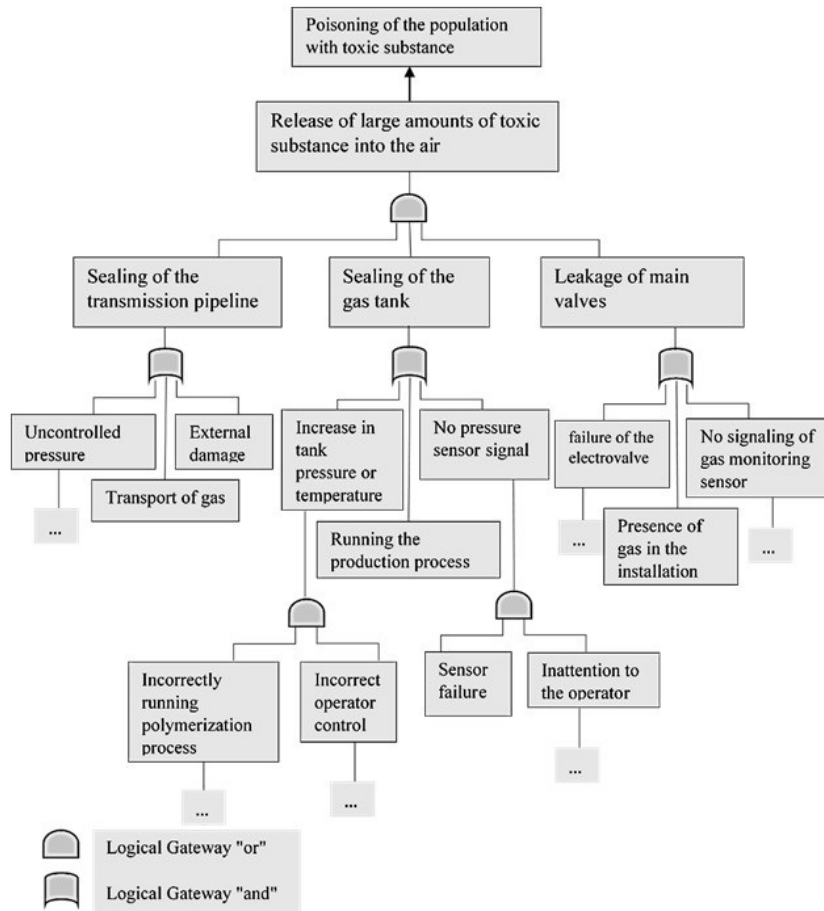 Poisoning of the population
with toxic substance
Release of large amounts of toxic
substance into the air
Sealing of the
transmission pipeline
Sealing of the
gas tank
Leakage of main
valves
Uncontrolled
pressure
External
damage
Transport of gas
...
Increase in
tank
pressure or
temperature
No pressure
sensor signal
Running the
production process
failure of the
electrovalve
No signaling of
gas monitoring
sensor
...
Presence of
gas in the
installation
...
Incorrectly
running
polymerization
process
Incorrect
operator
control
Sensor
failure
Inattention to
the operator
...
...
...
Logical Gateway "or"
Logical Gateway "and"